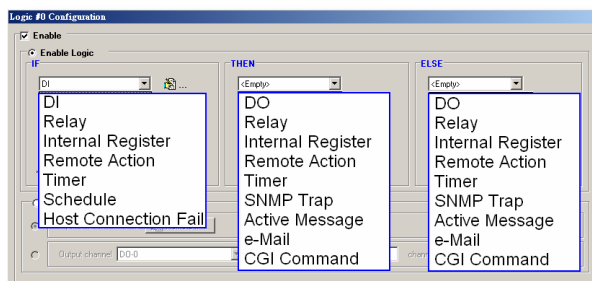 Logic #0 Configuration
Enable
Enable Logic
IF
THEN
ELSE
DI
...
<Empty>
<Empty>
DI
Relay
Internal Register
Remote Action
Timer
Schedule
Host Connection Fail
DO
Relay
Internal Register
Remote Action
Timer
SNMP Trap
Active Message
e-Mail
CGI Command
DO
Relay
Internal Register
Remote Action
Timer
SNMP Trap
Active Message
e-Mail
CGI Command
Output channel
DO-0